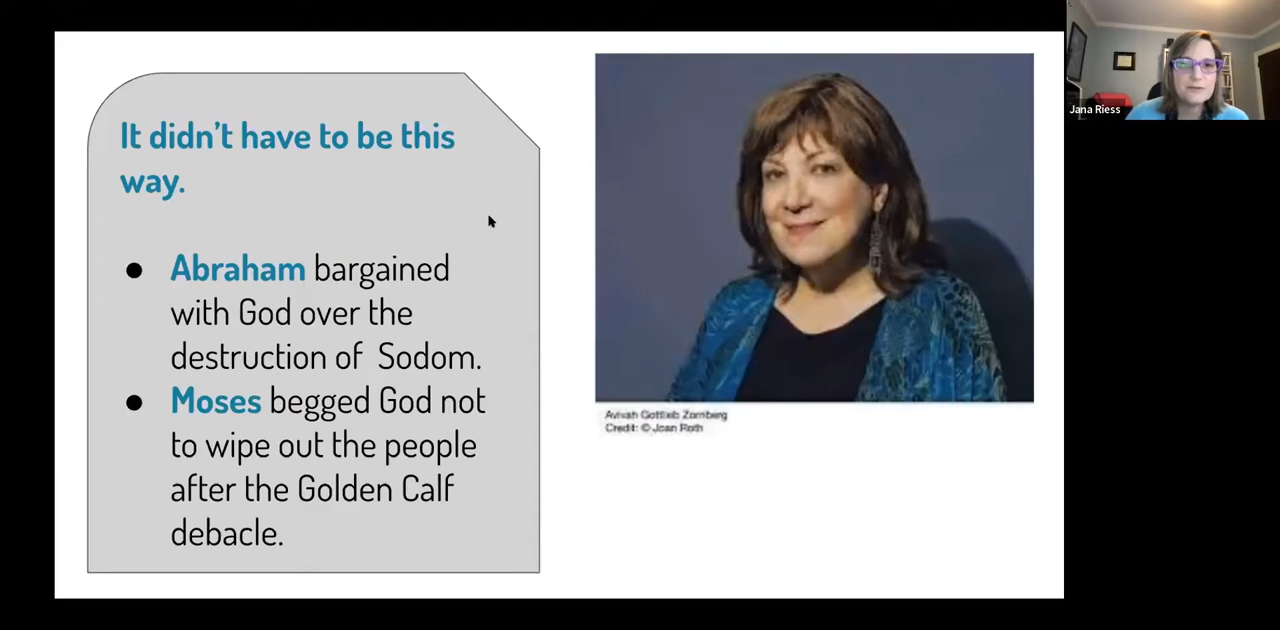 It didn't have to be this
way.
● Abraham bargained
with God over the
destruction of  Sodom.
● Moses begged God not
to wipe out the people
after the Golden Calf
debacle.
Avivah Gottlieb Zornberg
Credit: © Joan Roth
Jana Riess